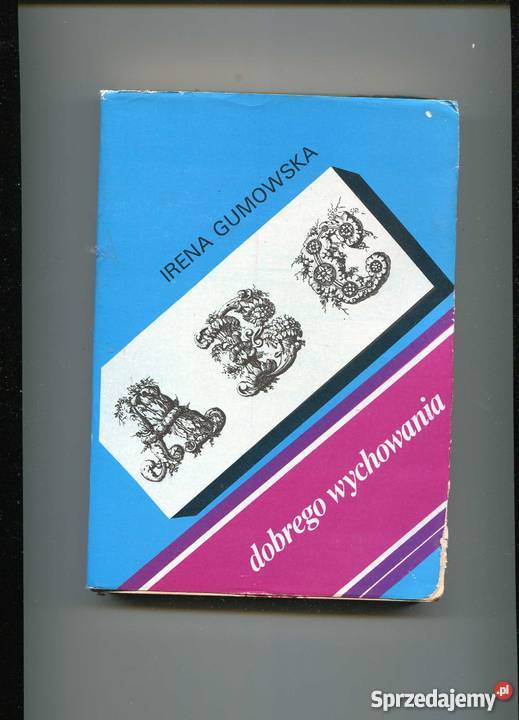 IRENA GUMOWSKA
ABC
dobrego wychowania
Sprzedajemy.pl